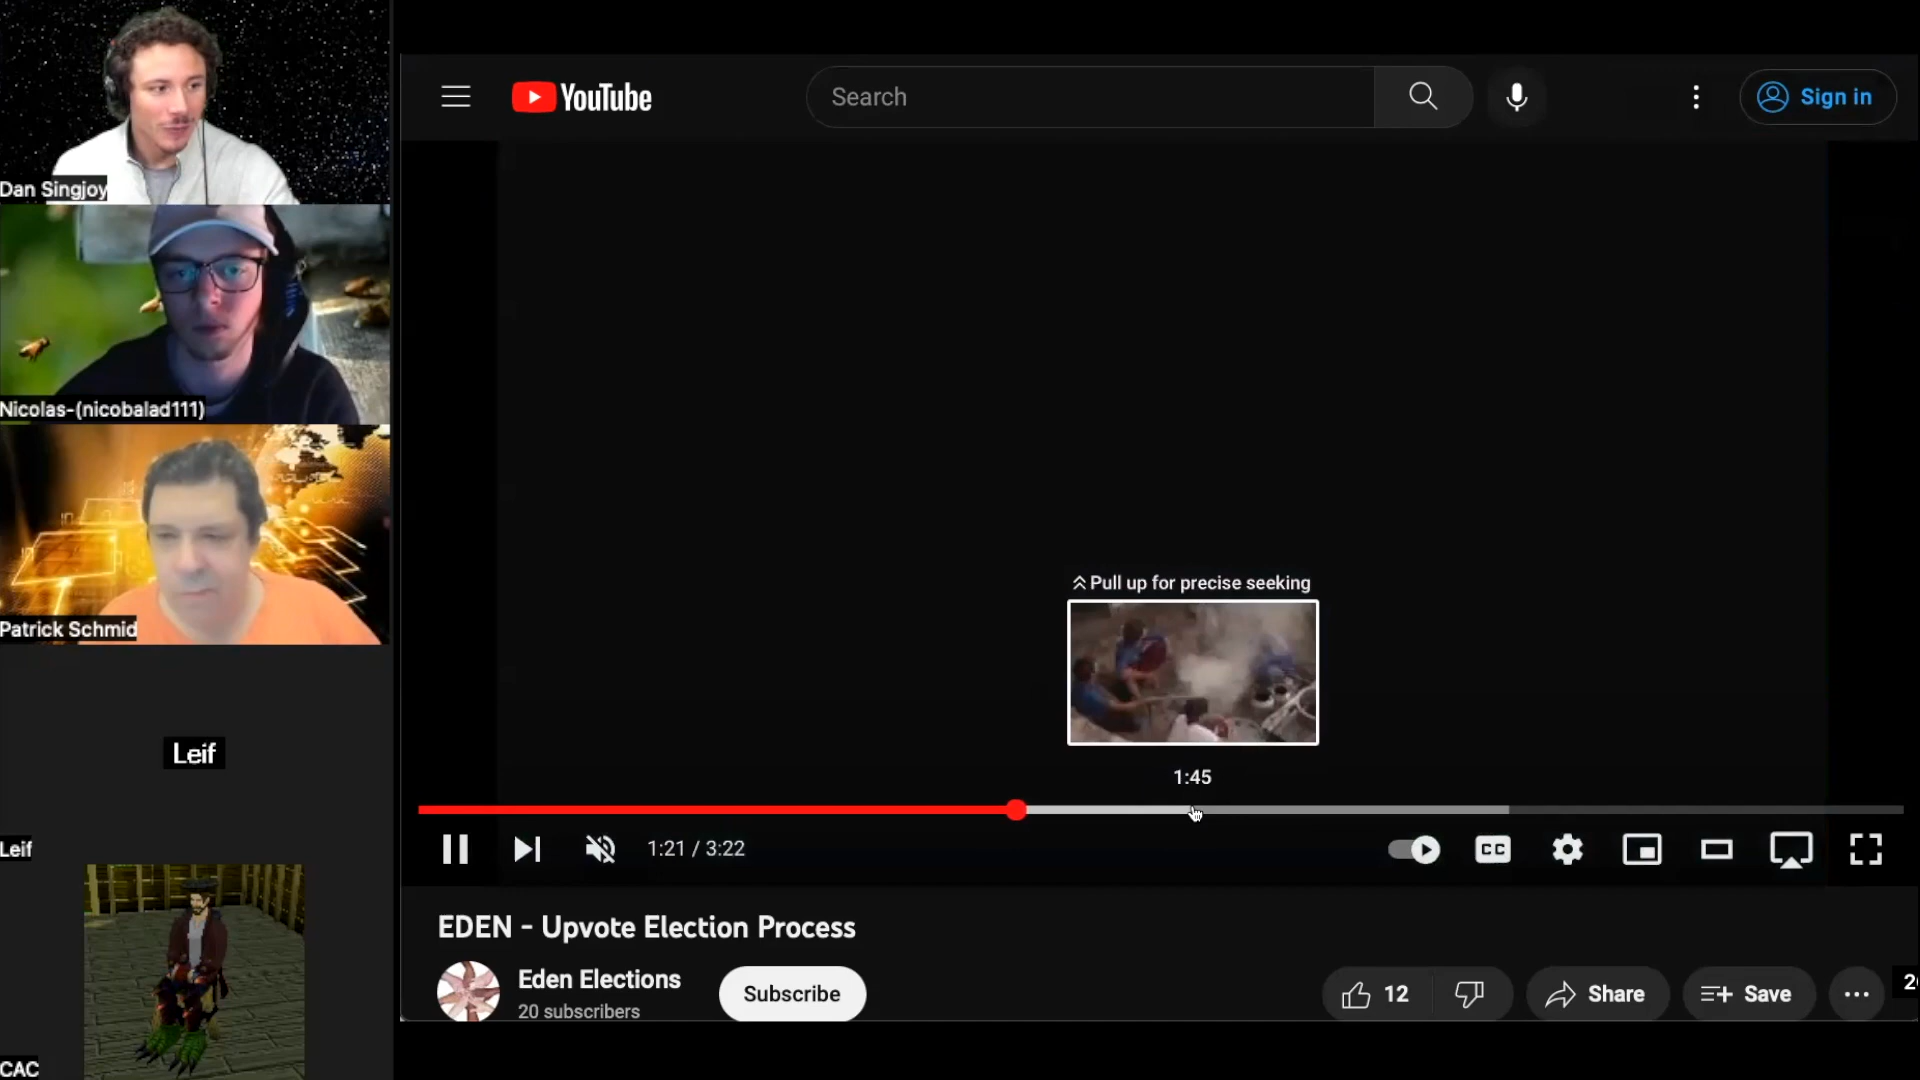 Dan Singjoy
Nicolas-(nicobalad111)
Patrick Schmid
Leif
Leif
CAC
YouTube
Search
Sign in
Pull up for precise seeking
1:45
1:21 / 3:22
CC
EDEN - Upvote Election Process
Eden Elections
20 subscribers
Subscribe
12
Share
Save